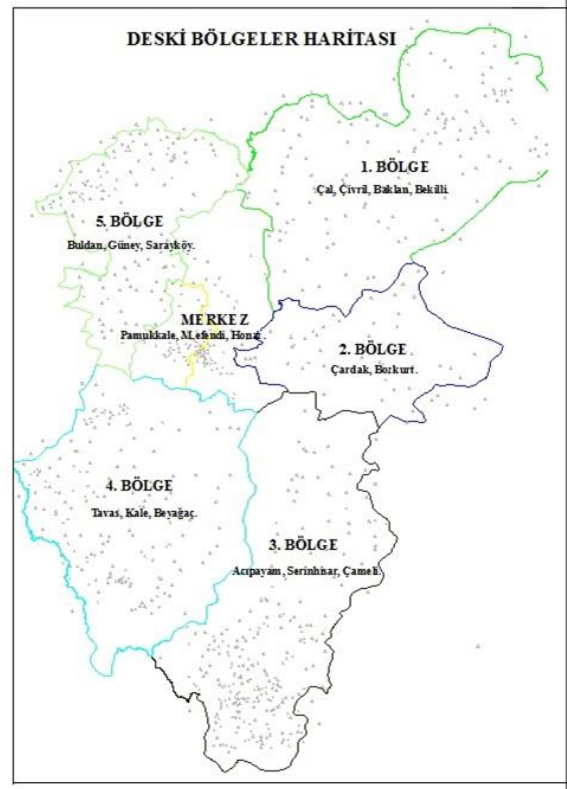 DESKİ BÖLGELER HARİTASI
1. BÖLGE
Çal, Çivril, Baklan, Bekilli.
5. BÖLGE
Buldan, Güney, Sarayköy.
MERKEZ
Pamukkale, M.efendi, Honaz.
2. BÖLGE
Çardak, Bozkurt.
4. BÖLGE
Tavas, Kale, Beyağaç.
3. BÖLGE
Acıpayam, Serinhisar, Çameli.